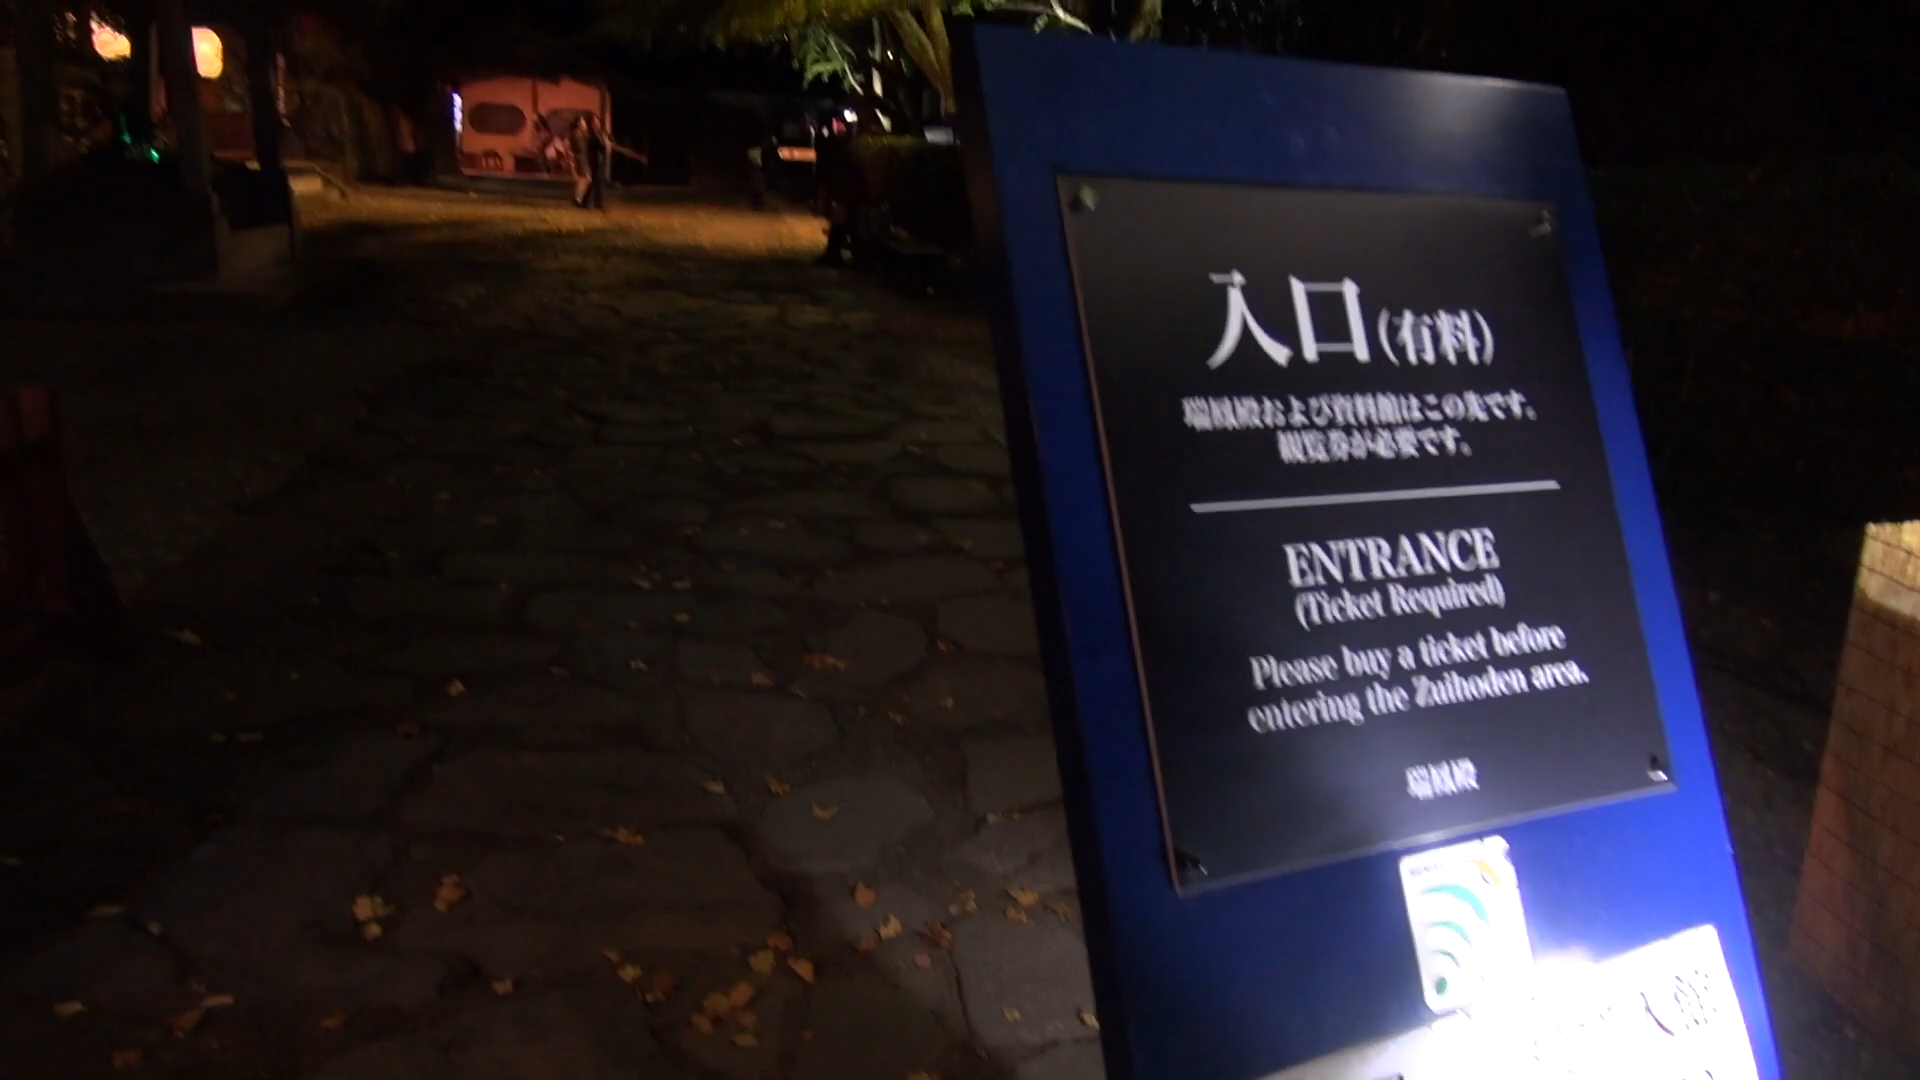 入口(有料)
瑞鳳殿および資料館はこの先です。
観覧券が必要です。
ENTRANCE
(Ticket Required)
Please buy a ticket before
entering the Zuihoden area.
瑞鳳殿